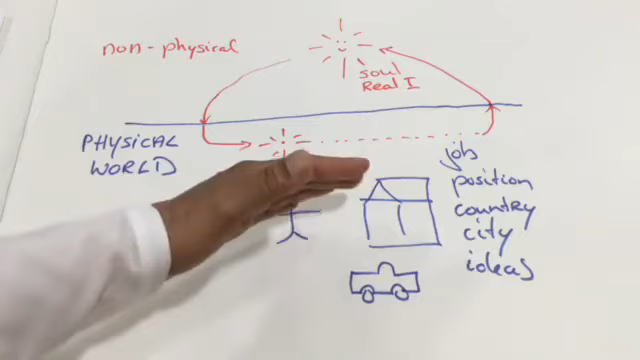 non-physical
soul
Real I
PHYSICAL
WORLD
job
position
country
city
ideas